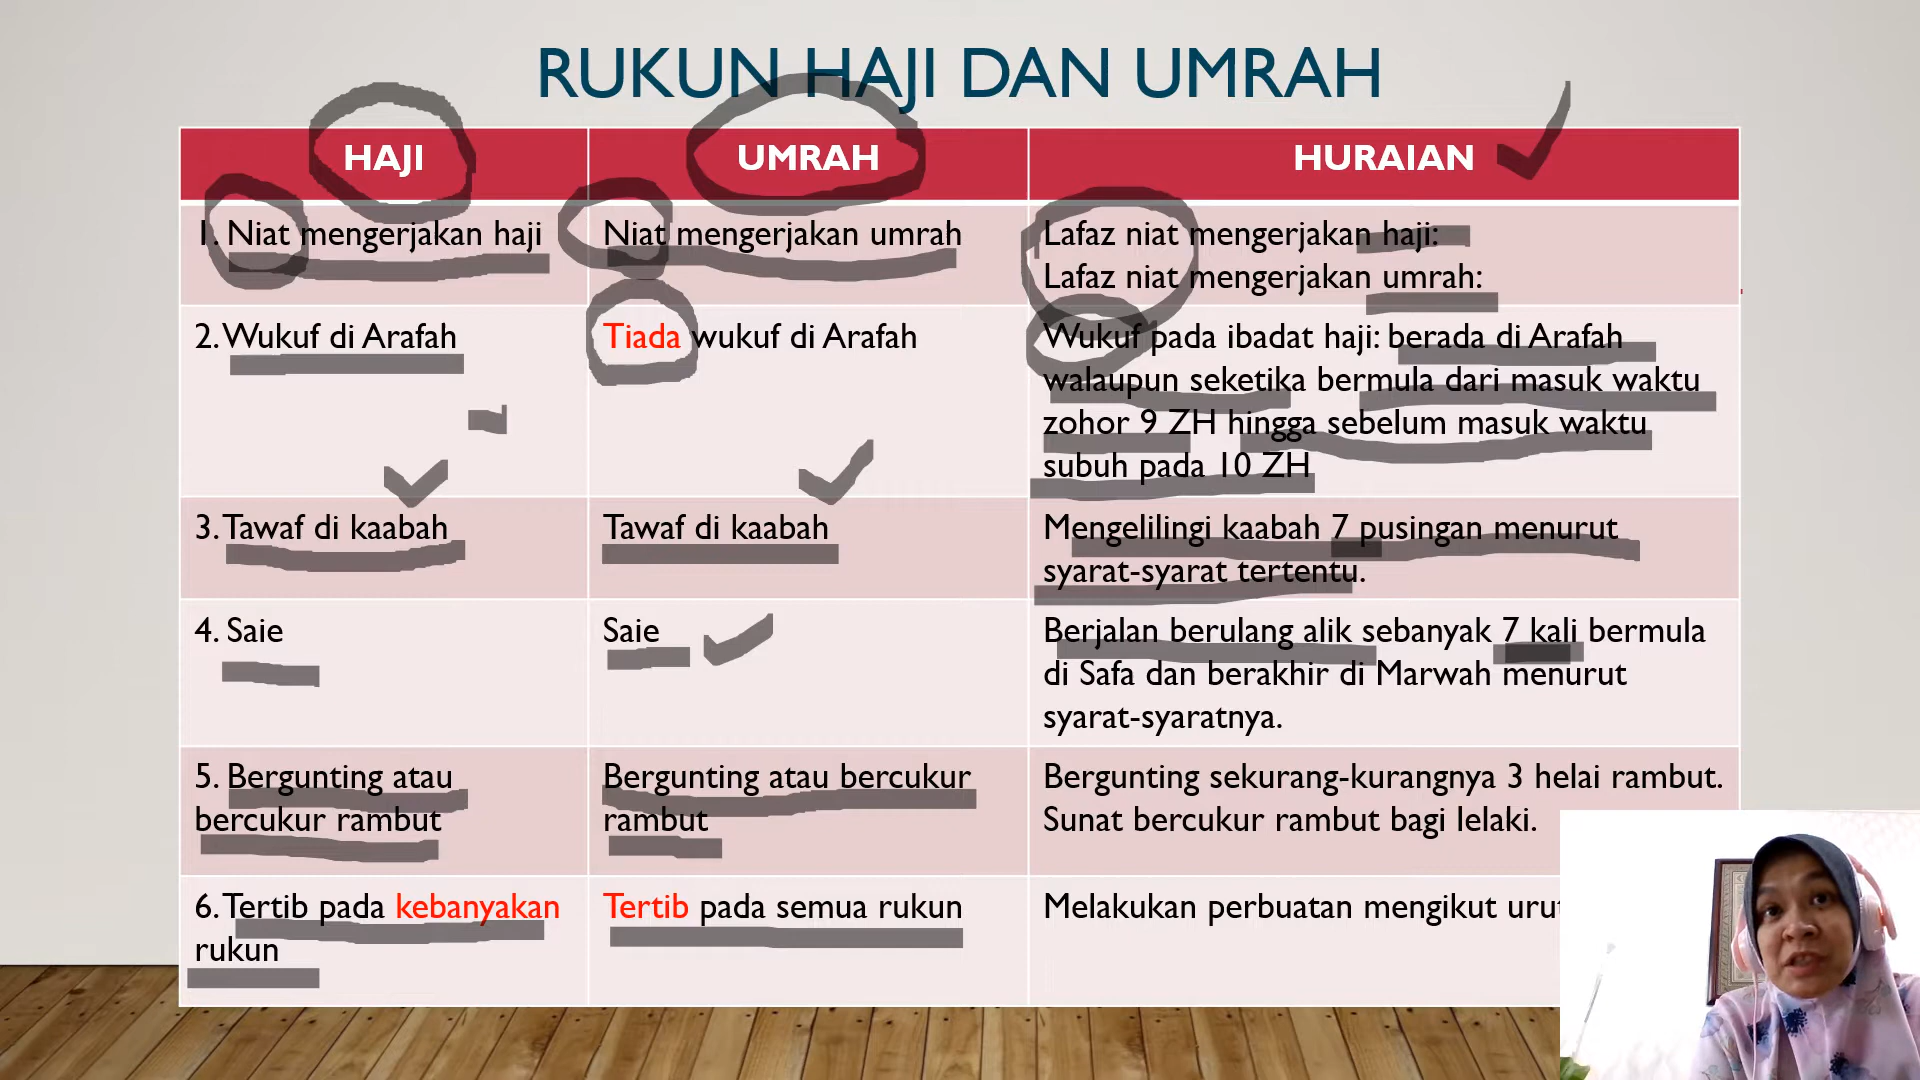 RUKUN HAJI DAN UMRAH
HAJI
UMRAH
HURAIAN
1. Niat mengerjakan haji
Niat mengerjakan umrah
Lafaz niat mengerjakan haji:
Lafaz niat mengerjakan umrah:
2. Wukuf di Arafah
Tiada wukuf di Arafah
Wukuf pada ibadat haji: berada di Arafah
walaupun seketika bermula dari masuk waktu
zohor 9 ZH hingga sebelum masuk waktu
subuh pada 10 ZH
3. Tawaf di kaabah
Tawaf di kaabah
Mengelilingi kaabah 7 pusingan menurut
syarat-syarat tertentu.
4. Saie
Saie
Berjalan berulang alik sebanyak 7 kali bermula
di Safa dan berakhir di Marwah menurut
syarat-syaratnya.
5. Bergunting atau
bercukur rambut
Bergunting atau bercukur
rambut
Bergunting sekurang-kurangnya 3 helai rambut.
Sunat bercukur rambut bagi lelaki.
6. Tertib pada kebanyakan
rukun
Tertib pada semua rukun
Melakukan perbuatan mengikut